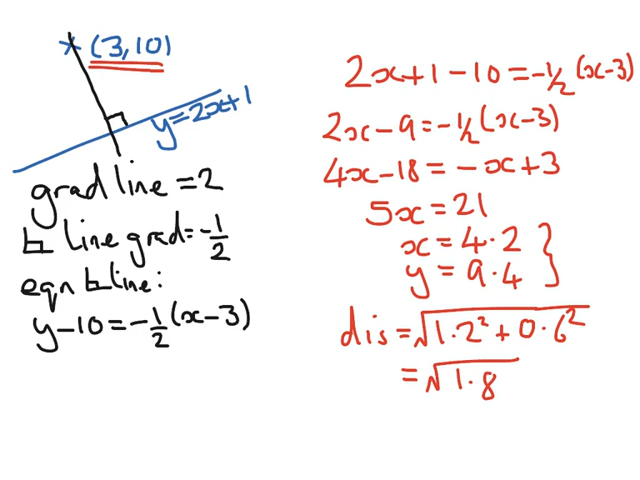 (3,10)
y=2x+1
grad line = 2
⊾ line grad = -1/2
eqn ⊾ line:
y-10 = -1/2(x-3)
2x+1-10 = -1/2(x-3)
2x-9 = -1/2(x-3)
4x-18 = -x+3
5x = 21
x = 4·2
y = 9·4
dis = √1·2²+0·6²
= √1·8